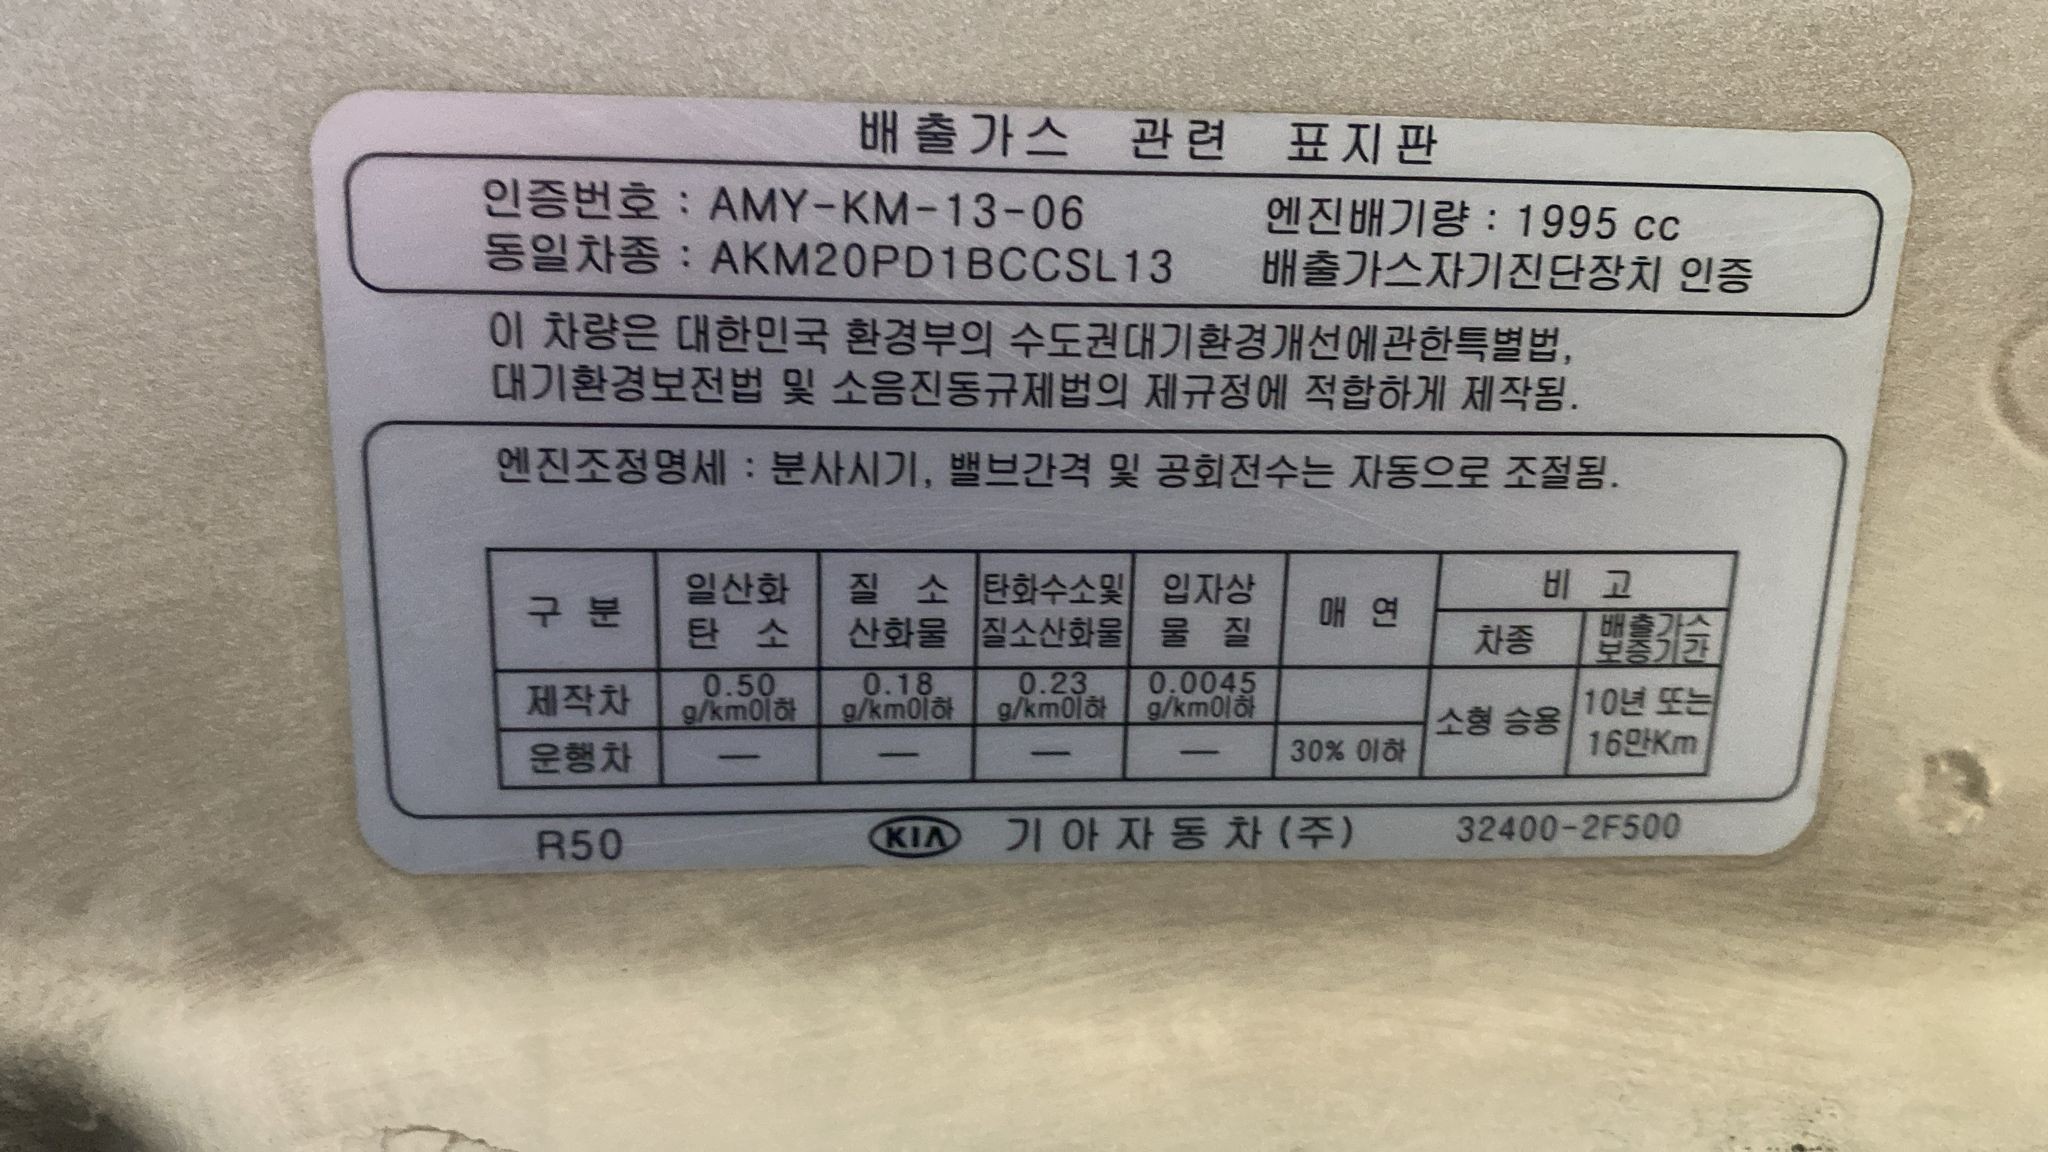 배출가스 관련 표지판
인증번호 : AMY-KM-13-06 엔진배기량 : 1995 cc
동일차종 : AKM20PD1BCCSL13 배출가스자기진단장치 인증
이 차량은 대한민국 환경부의 수도권대기환경개선에관한특별법,
대기환경보전법 및 소음진동규제법의 제규정에 적합하게 제작됨.
엔진조정명세 : 분사시기, 밸브간격 및 공회전수는 자동으로 조절됨.
구 분 일산화 탄 소 질 소 산화물 탄화수소및 질소산화물 입자상 물 질 매 연 비 고
차종 배출가스 보증기간
제작차 0.50 g/km이하 0.18 g/km이하 0.23 g/km이하 0.0045 g/km이하 소형 승용 10년 또는 16만Km
운행차 — — — — 30% 이하
R50 KIA 기아자동차(주) 32400-2F500